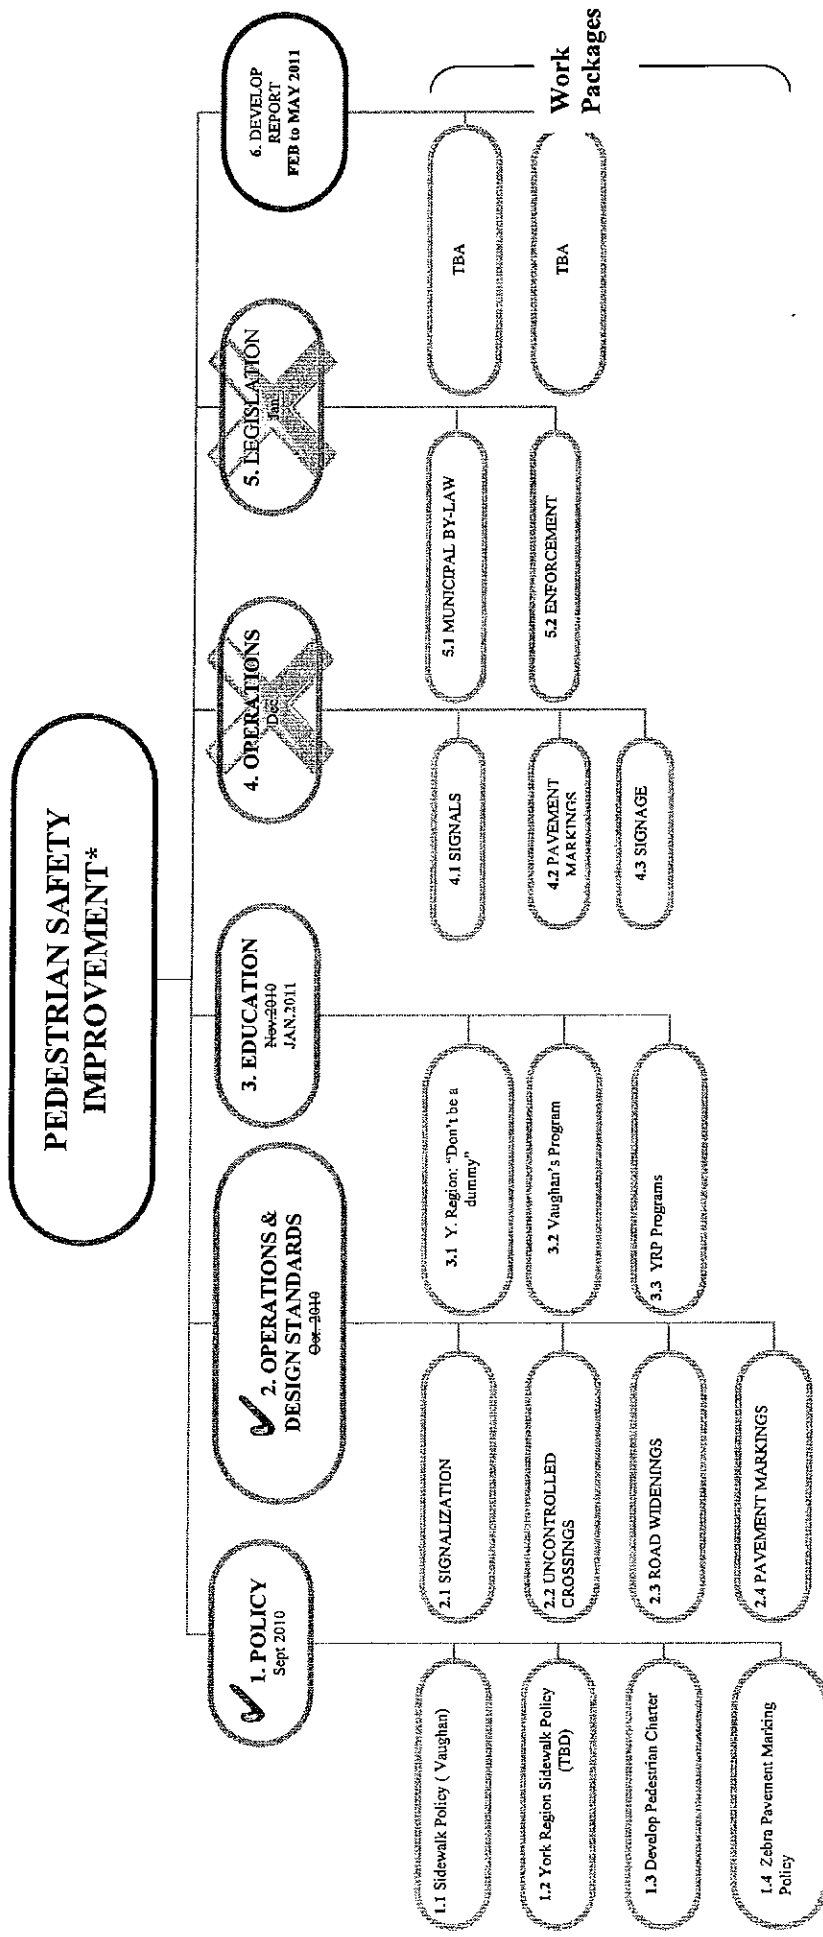 PEDESTRIAN SAFETY
IMPROVEMENT*
1. POLICY
Sept 2010
2. OPERATIONS &
DESIGN STANDARDS
Oct. 2010
3. EDUCATION
Nov.2010
JAN.2011
4. OPERATIONS
Dec.
5. LEGISLATION
Jan
6. DEVELOP
REPORT
FEB to MAY 2011
1.1 Sidewalk Policy ( Vaughan)
1.2 York Region Sidewalk Policy
(TBD)
1.3 Develop Pedestrian Charter
1.4 Zebra Pavement Marking
Policy
2.1 SIGNALIZATION
2.2 UNCONTROLLED
CROSSINGS
2.3 ROAD WIDENINGS
2.4 PAVEMENT MARKINGS
3.1 Y. Region: "Don't be a
dummy"
3.2 Vaughan's Program
3.3 YRP Programs
4.1 SIGNALS
4.2 PAVEMENT
MARKINGS
4.3 SIGNAGE
5.1 MUNICIPAL BY-LAW
5.2 ENFORCEMENT
TBA
TBA
Work
Packages